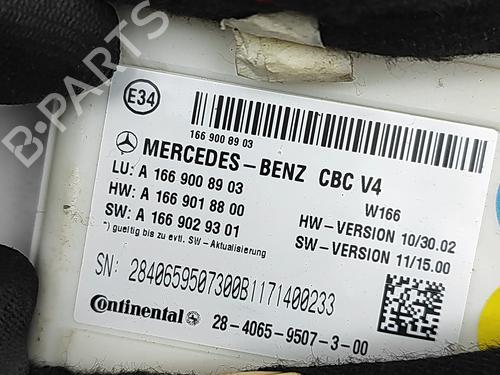 B-PARTS
E34
166 900 89 03
MERCEDES-BENZ CBC V4
LU: A 166 900 89 03
HW: A 166 901 88 00
SW: A 166 902 93 01
*) gueltig bis zu evtl. SW-Aktualisierung
W166
HW-VERSION 10/30.02
SW-VERSION 11/15.00
SN: 2840659507300B1171400233
Continental
28-4065-9507-3-00